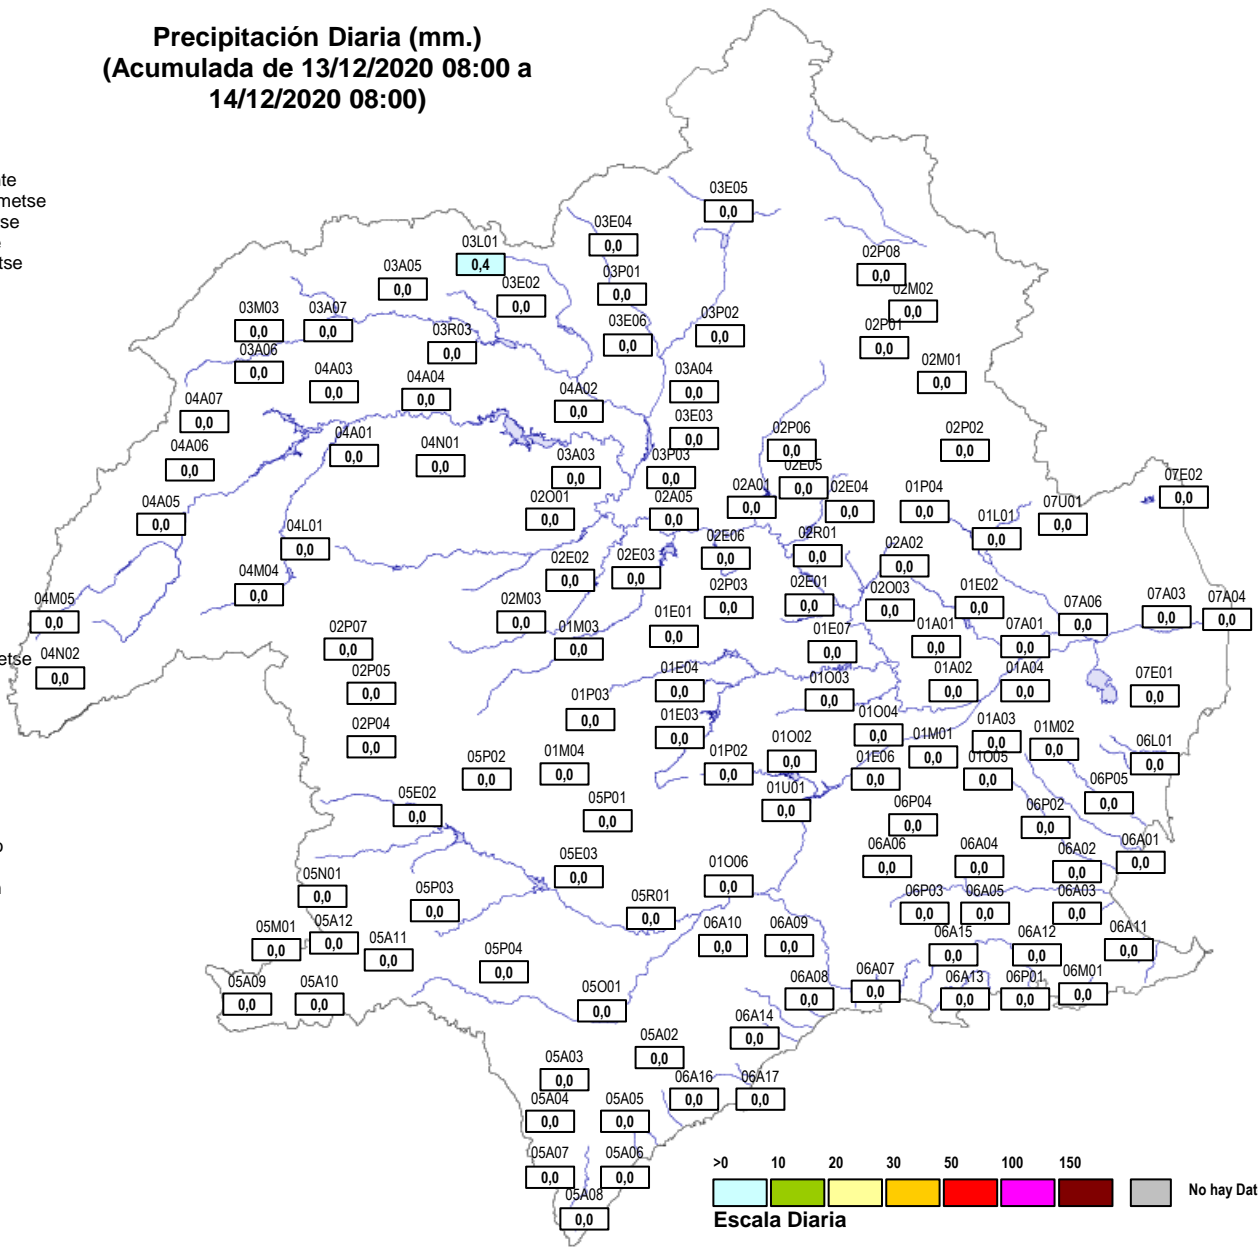 Precipitación Diaria (mm.)
(Acumulada de 13/12/2020 08:00 a
14/12/2020 08:00)
te
metse
se
e
tse
03E05
0,0
03E04
0,0
03L01
0,4
02P08
0,0
03A05
0,0
03P01
0,0
03E02
0,0
02M02
0,0
03M03
0,0
03A07
0,0
03P02
0,0
03E06
0,0
03R03
0,0
02P01
0,0
03A06
0,0
02M01
0,0
04A03
0,0
04A04
0,0
03A04
0,0
04A02
0,0
04A07
0,0
03E03
0,0
02P06
0,0
02P02
0,0
04A01
0,0
04A06
0,0
04N01
0,0
03A03
0,0
03P03
0,0
02E05
0,0
07E02
0,0
02A01
0,0
02E04
0,0
01P04
0,0
04A05
0,0
02O01
0,0
02A05
0,0
07U01
0,0
01L01
0,0
04L01
0,0
02E06
0,0
02R01
0,0
02A02
0,0
02E02
0,0
02E03
0,0
04M04
0,0
02P03
0,0
02E01
0,0
02O03
0,0
01E02
0,0
04M05
0,0
02M03
0,0
07A06
0,0
07A03
0,0
07A04
0,0
01E01
0,0
02P07
0,0
01M03
0,0
01E07
0,0
01A01
0,0
07A01
0,0
etse
04N02
0,0
02P05
0,0
01E04
0,0
01O03
0,0
01A02
0,0
01A04
0,0
07E01
0,0
01P03
0,0
01E03
0,0
01O04
0,0
02P04
0,0
01A03
0,0
01M02
0,0
01M01
0,0
06L01
0,0
05P02
0,0
01M04
0,0
01P02
0,0
01O02
0,0
01E06
0,0
01O05
0,0
05E02
0,0
05P01
0,0
01U01
0,0
06P05
0,0
06P04
0,0
06P02
0,0
o
05E03
0,0
01O06
0,0
06A06
0,0
06A04
0,0
06A02
0,0
06A01
0,0
05N01
0,0
05P03
0,0
05R01
0,0
06P03
0,0
06A05
0,0
06A03
0,0
05M01
0,0
05A12
0,0
05A11
0,0
06A10
0,0
06A09
0,0
06A15
0,0
06A12
0,0
06A11
0,0
05P04
0,0
05A09
0,0
05A10
0,0
05O01
0,0
06A08
0,0
06A07
0,0
06A13
0,0
06P01
0,0
06M01
0,0
06A14
0,0
05A02
0,0
05A03
0,0
06A16
0,0
06A17
0,0
05A04
0,0
05A05
0,0
05A07
0,0
05A06
0,0
05A08
0,0
>0 10 20 30 50 100 150
No hay Dat
Escala Diaria